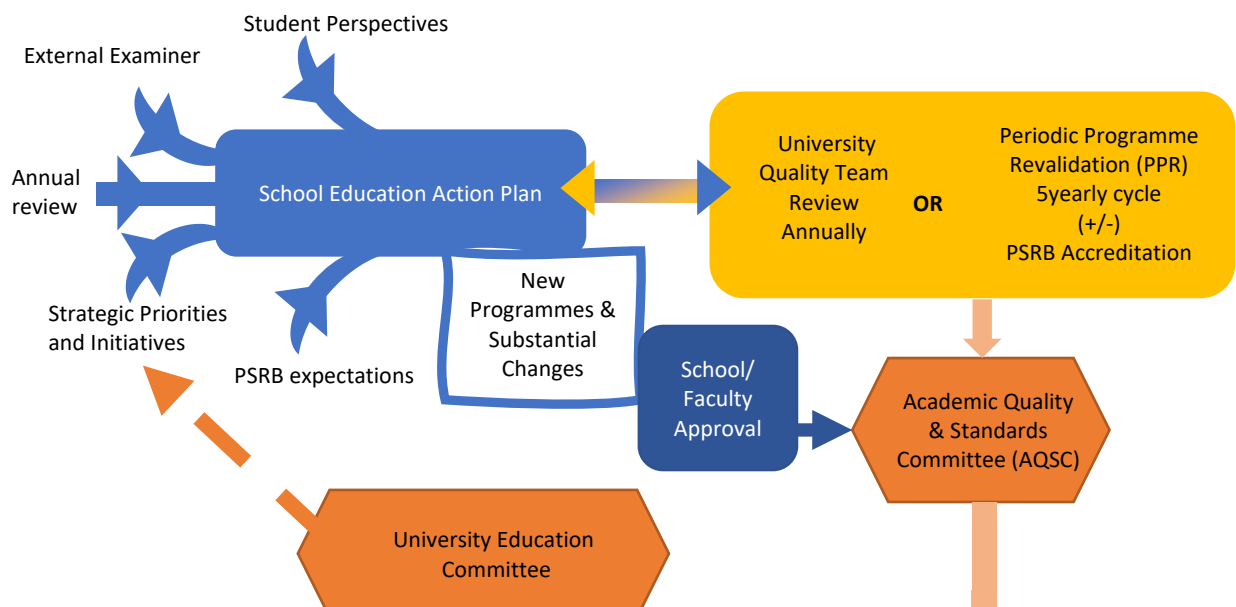 Student Perspectives
External Examiner
Annual
review
School Education Action Plan
University
Quality Team
Review
Annually
OR
Periodic Programme
Revalidation (PPR)
5yearly cycle
(+/-)
PSRB Accreditation
Strategic Priorities
and Initiatives
PSRB expectations
New
Programmes &
Substantial
Changes
School/
Faculty
Approval
Academic Quality
& Standards
Committee (AQSC)
University Education
Committee